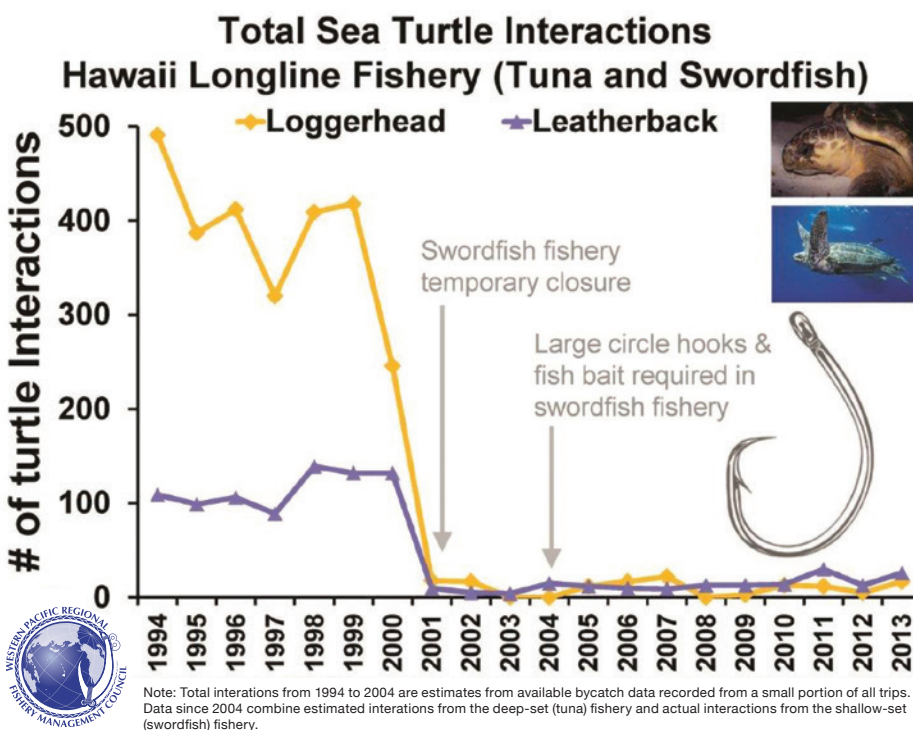 Total Sea Turtle Interactions
Hawaii Longline Fishery (Tuna and Swordfish)
Loggerhead
Leatherback
# of turtle Interactions
500
400
300
200
100
0
Swordfish fishery
temporary closure
Large circle hooks &
fish bait required in
swordfish fishery
1994
1995
1996
1997
1998
1999
2000
2001
2002
2003
2004
2005
2006
2007
2008
2009
2010
2011
2012
2013
WESTERN PACIFIC REGIONAL
FISHERY MANAGEMENT COUNCIL
Note: Total interations from 1994 to 2004 are estimates from available bycatch data recorded from a small portion of all trips.
Data since 2004 combine estimated interations from the deep-set (tuna) fishery and actual interactions from the shallow-set
(swordfish) fishery.